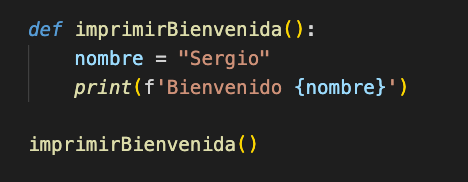 def imprimirBienvenida():
    nombre = "Sergio"
    print(f'Bienvenido {nombre}')
imprimirBienvenida()